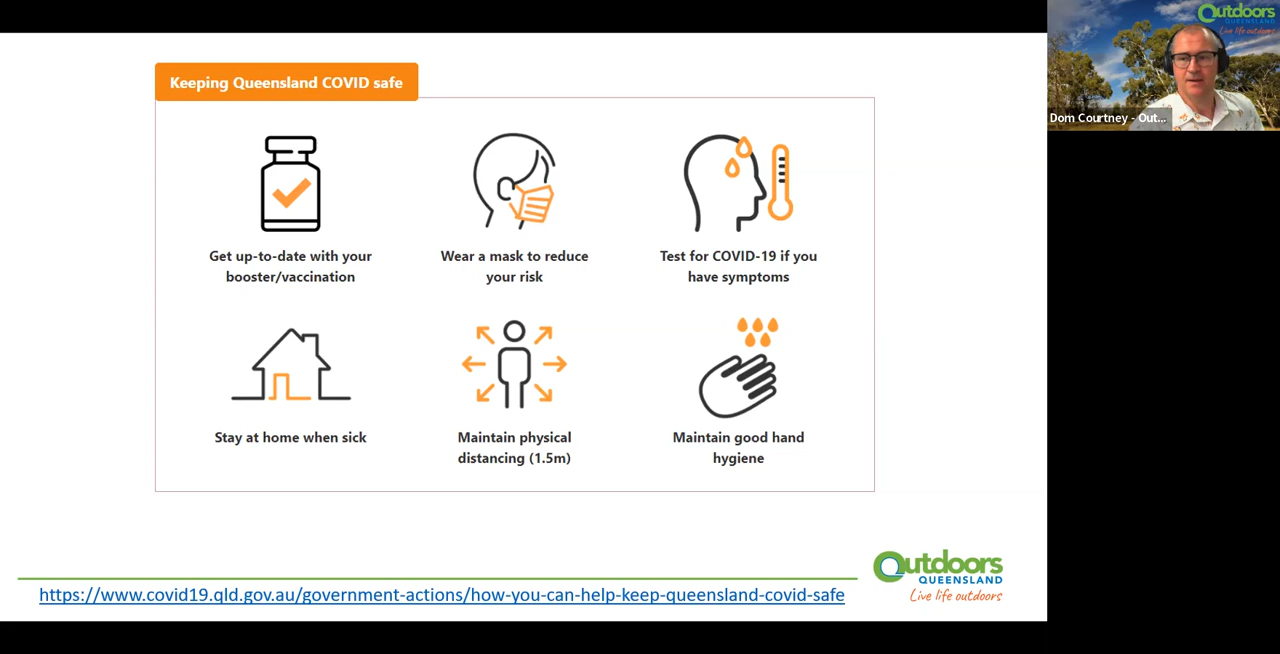 Keeping Queensland COVID safe
Get up-to-date with your
booster/vaccination
Wear a mask to reduce
your risk
Test for COVID-19 if you
have symptoms
Stay at home when sick
Maintain physical
distancing (1.5m)
Maintain good hand
hygiene
https://www.covid19.qld.gov.au/government-actions/how-you-can-help-keep-queensland-covid-safe
Outdoors
QUEENSLAND
Live life outdoors
Outdoors
QUEENSLAND
Live life outdoors
Dom Courtney - Out...